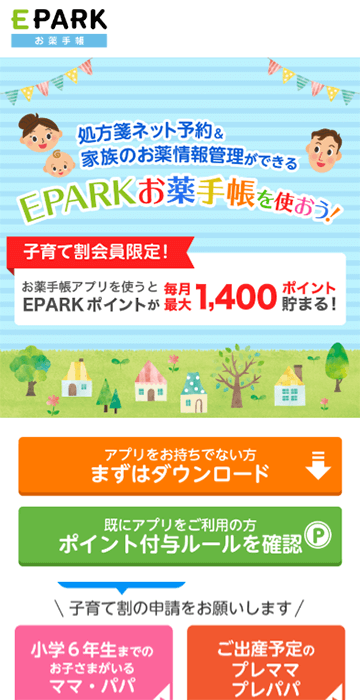 EPARK
お薬手帳
処方箋ネット予約&
家族のお薬情報管理ができる
EPARKお薬手帳を使おう!
子育て割会員限定!
お薬手帳アプリを使うと
EPARKポイントが
毎月
最大
1,400
ポイント
貯まる!
アプリをお持ちでない方
まずはダウンロード
既にアプリをご利用の方
ポイント付与ルールを確認
P
\ 子育て割の申請をお願いします /
小学6年生までの
お子さまがいる
ママ・パパ
ご出産予定の
プレママ
プレパパ